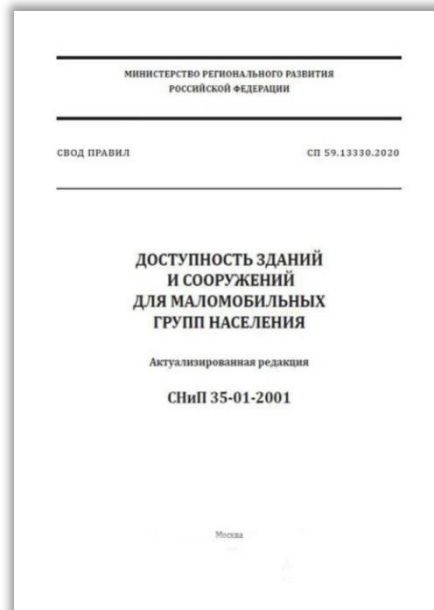 МИНИСТЕРСТВО РЕГИОНАЛЬНОГО РАЗВИТИЯ
РОССИЙСКОЙ ФЕДЕРАЦИИ
СВОД ПРАВИЛ СП 59.13330.2020
ДОСТУПНОСТЬ ЗДАНИЙ
И СООРУЖЕНИЙ
ДЛЯ МАЛОМОБИЛЬНЫХ
ГРУПП НАСЕЛЕНИЯ
Актуализированная редакция
СНиП 35-01-2001
Москва